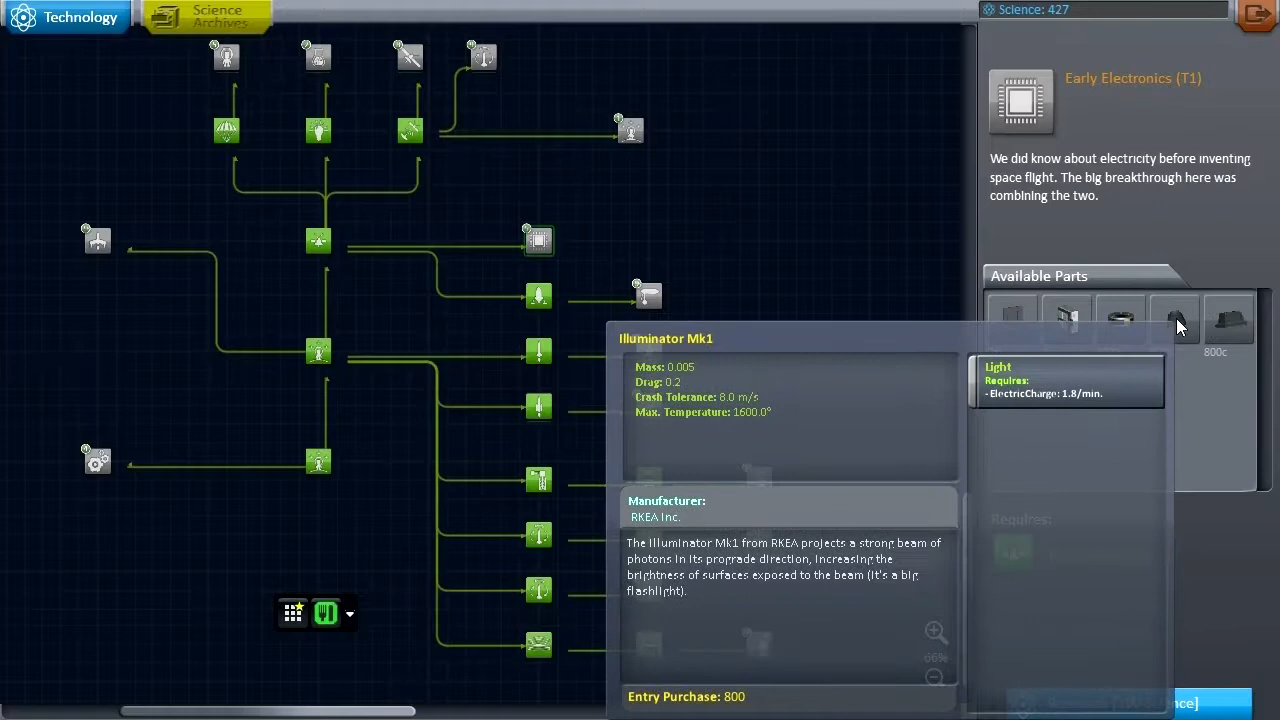 Technology
Science
Archives
Science: 427
Early Electronics (T1)
We did know about electricity before inventing
space flight. The big breakthrough here was
combining the two.
Available Parts
800c
Illuminator Mk1
Mass: 0.005
Drag: 0.2
Crash Tolerance: 8.0 m/s
Max. Temperature: 1600.0°
Light
Requires:
- ElectricCharge: 1.8/min.
Manufacturer:
RKEA Inc.
The Illuminator Mk1 from RKEA projects a strong beam of
photons in its prograde direction, increasing the
brightness of surfaces exposed to the beam (it's a big
flashlight).
Requires:
66%
Entry Purchase: 800